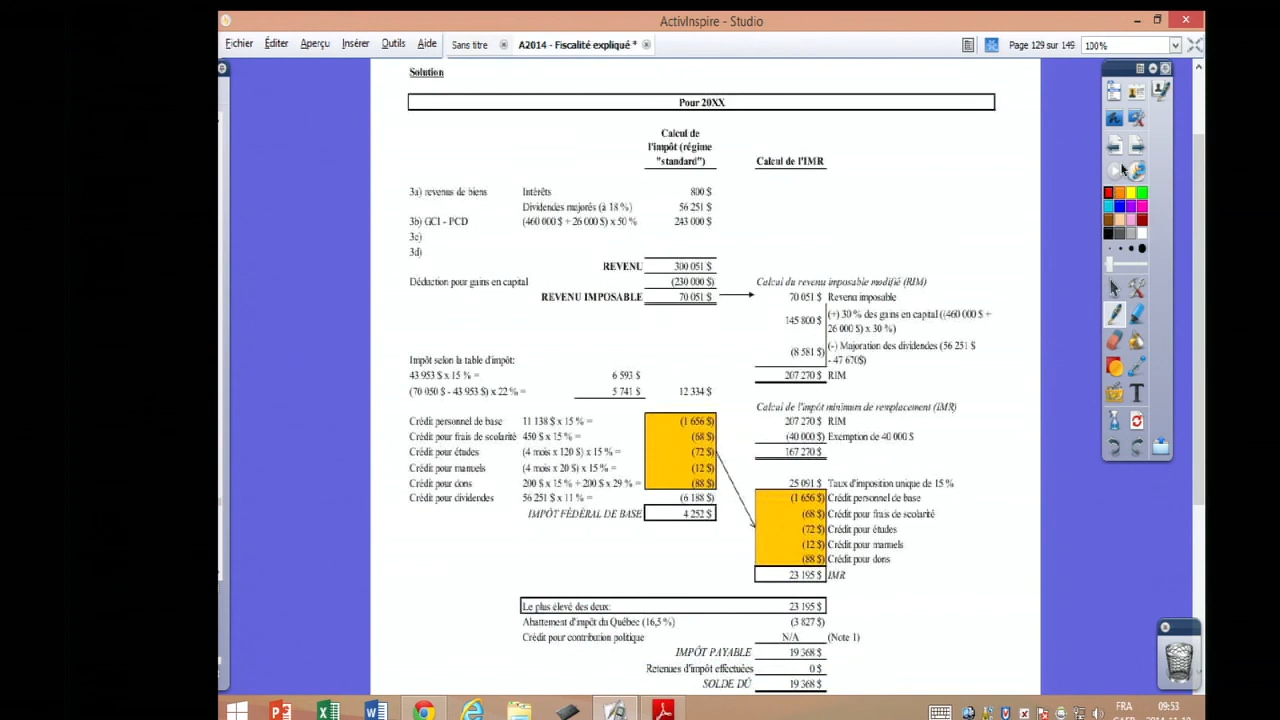 ActivInspire - Studio
Fichier Éditer Aperçu Insérer Outils Aide Sans titre A2014 - Fiscalité expliqué * Page 129 sur 149 100%
Solution
Pour 20XX
Calcul de
l'impôt (régime
"standard") Calcul de l'IMR
3a) revenus de biens Intérêts 800 $
Dividendes majorés (à 18 %) 56 251 $
3b) GCI - PCD (460 000 $ + 26 000 $) x 50 % 243 000 $
3c)
3d)
REVENU 300 051 $
Déduction pour gains en capital (230 000 $) Calcul du revenu imposable modifié (RIM)
REVENU IMPOSABLE 70 051 $ 70 051 $ Revenu imposable
145 800 $ (+) 30 % des gains en capital ((460 000 $ +
26 000 $) x 30 %)
(8 581 $) (-) Majoration des dividendes (56 251 $
- 47 670$)
Impôt selon la table d'impôt:
43 953 $ x 15 % = 6 593 $ 207 270 $ RIM
(70 050 $ - 43 953 $) x 22 % = 5 741 $ 12 334 $
Calcul de l'impôt minimum de remplacement (IMR)
Crédit personnel de base 11 138 $ x 15 % = (1 656 $) 207 270 $ RIM
Crédit pour frais de scolarité 450 $ x 15 % = (68 $) (40 000 $) Exemption de 40 000 $
Crédit pour études (4 mois x 120 $) x 15 % = (72 $) 167 270 $
Crédit pour manuels (4 mois x 20 $) x 15 % = (12 $)
Crédit pour dons 200 $ x 15 % + 200 $ x 29 % = (88 $) 25 091 $ Taux d'imposition unique de 15 %
Crédit pour dividendes 56 251 $ x 11 % = (6 188 $) (1 656 $) Crédit personnel de base
IMPÔT FÉDÉRAL DE BASE 4 252 $ (68 $) Crédit pour frais de scolarité
(72 $) Crédit pour études
(12 $) Crédit pour manuels
(88 $) Crédit pour dons
23 195 $ IMR
Le plus élevé des deux: 23 195 $
Abattement d'impôt du Québec (16,5 %) (3 827 $)
Crédit pour contribution politique N/A (Note 1)
IMPÔT PAYABLE 19 368 $
Retenues d'impôt effectuées 0 $
SOLDE DÛ 19 368 $
FRA 09:53